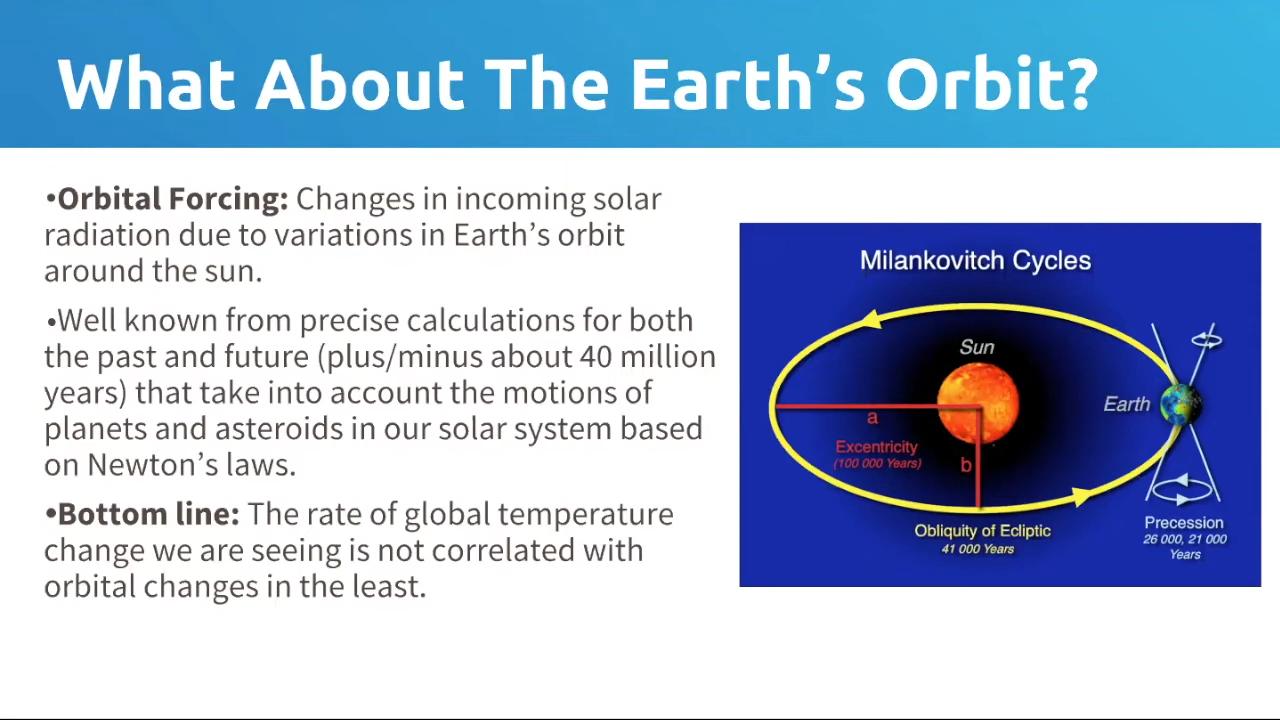 What About The Earth’s Orbit?
•Orbital Forcing: Changes in incoming solar
radiation due to variations in Earth’s orbit
around the sun.
•Well known from precise calculations for both
the past and future (plus/minus about 40 million
years) that take into account the motions of
planets and asteroids in our solar system based
on Newton’s laws.
•Bottom line: The rate of global temperature
change we are seeing is not correlated with
orbital changes in the least.
Milankovitch Cycles
Sun
Earth
a
Excentricity
(100 000 Years)
b
Obliquity of Ecliptic
41 000 Years
Precession
26 000, 21 000
Years